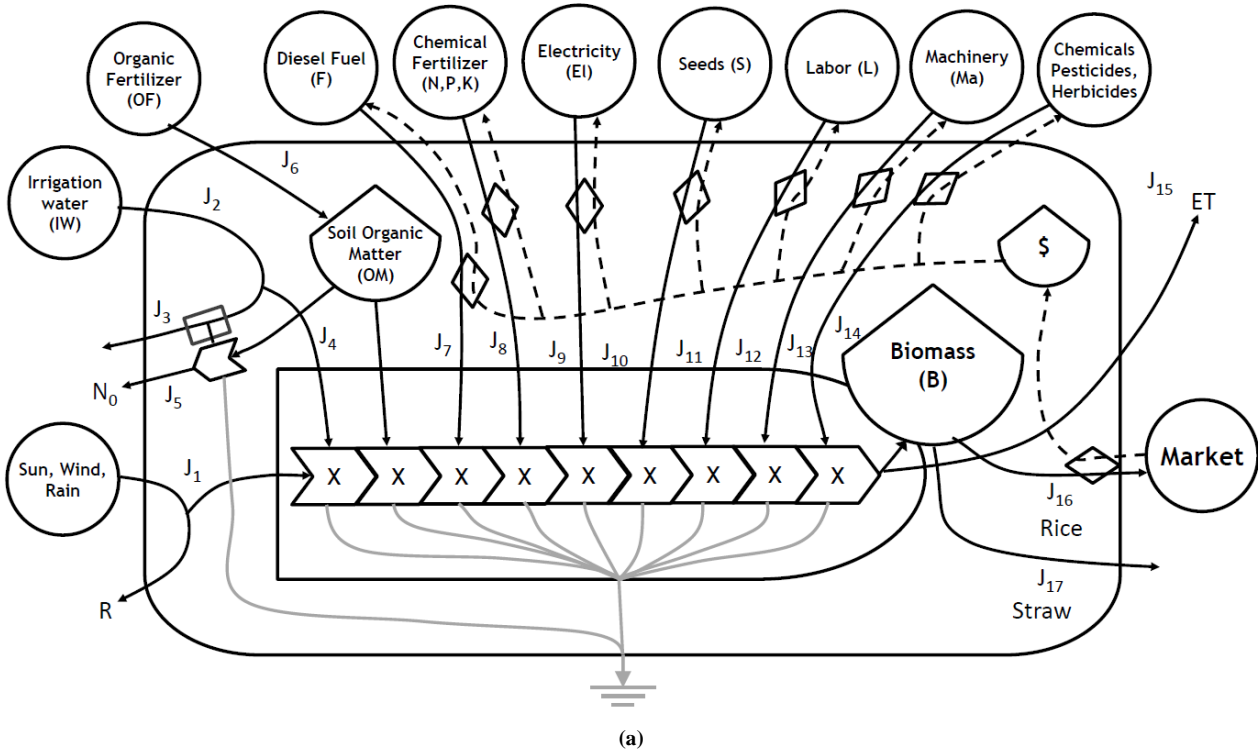 Organic
Fertilizer
(OF)
Diesel Fuel
(F)
Chemical
Fertilizer
(N,P,K)
Electricity
(El)
Seeds (S)
Labor (L)
Machinery
(Ma)
Chemicals
Pesticides,
Herbicides
Irrigation
water
(IW)
J2
J6
J15
ET
Soil Organic
Matter
(OM)
$
J3
J4
J7
J8
J9
J10
J11
J12
J13
J14
Biomass
(B)
N0
J5
Sun, Wind,
Rain
J1
X X X X X X X X X
Market
J16
Rice
R
J17
Straw
(a)